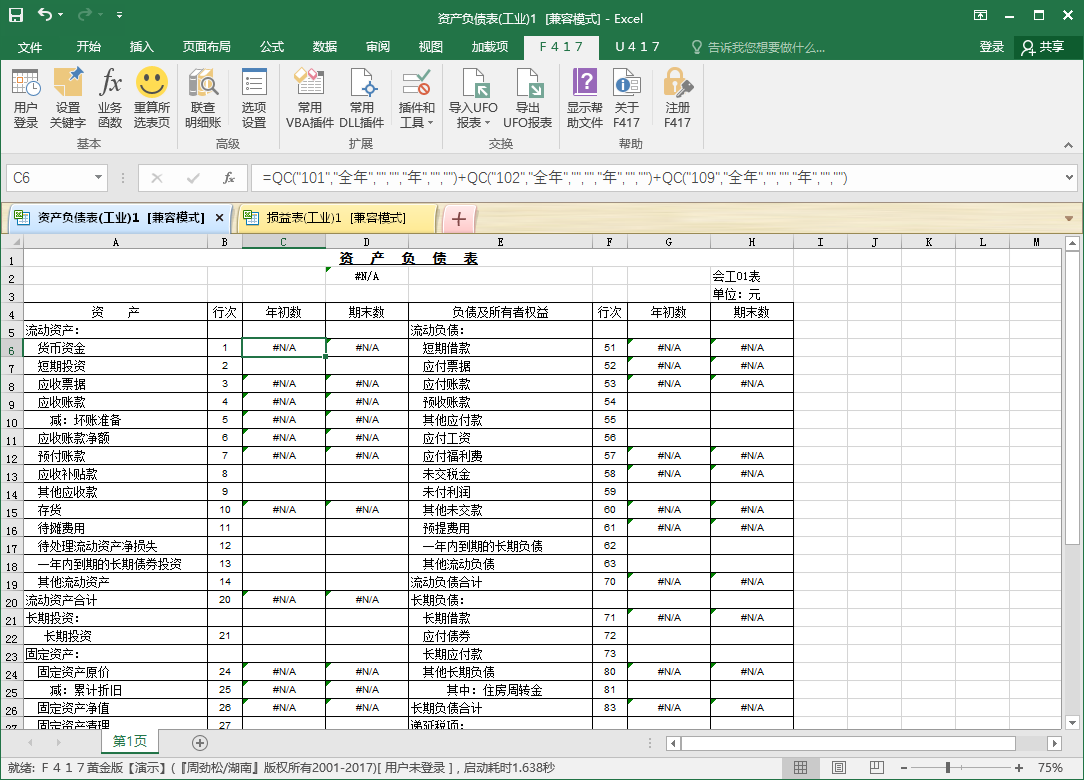 资产负债表(工业)1 [兼容模式] - Excel
文件 开始 插入 页面布局 公式 数据 审阅 视图 加载项 F417 U417 告诉我您想要做什么... 登录 共享
用户登录 设置关键字 业务函数 重算所选表页 联查明细账 选项设置 常用VBA插件 常用DLL插件 插件和工具 导入UFO报表 导出UFO报表 显示帮助文件 关于F417 注册F417
基本 高级 扩展 交换 帮助
C6 fx =QC("101","全年","","","年","","")+QC("102","全年","","","年","","")+QC("109","全年","","","年","","")
资产负债表(工业)1 [兼容模式] × 损益表(工业)1 [兼容模式] +
A B C D E F G H I J K L M
1 资 产 负 债 表
2 #N/A 会工01表
3 单位：元
4 资 产 行次 年初数 期末数 负债及所有者权益 行次 年初数 期末数
5 流动资产： 流动负债：
6 货币资金 1 #N/A #N/A 短期借款 51 #N/A #N/A
7 短期投资 2 应付票据 52 #N/A #N/A
8 应收票据 3 #N/A #N/A 应付账款 53 #N/A #N/A
9 应收账款 4 #N/A #N/A 预收账款 54
10 减：坏账准备 5 #N/A #N/A 其他应付款 55
11 应收账款净额 6 #N/A #N/A 应付工资 56
12 预付账款 7 #N/A #N/A 应付福利费 57 #N/A #N/A
13 应收补贴款 8 未交税金 58 #N/A #N/A
14 其他应收款 9 未付利润 59
15 存货 10 #N/A #N/A 其他未交款 60 #N/A #N/A
16 待摊费用 11 预提费用 61 #N/A #N/A
17 待处理流动资产净损失 12 一年内到期的长期负债 62
18 一年内到期的长期债券投资 13 其他流动负债 63
19 其他流动资产 14 流动负债合计 70 #N/A #N/A
20 流动资产合计 20 #N/A #N/A 长期负债：
21 长期投资： 长期借款 71 #N/A #N/A
22 长期投资 21 应付债券 72
23 固定资产： 长期应付款 73
24 固定资产原价 24 #N/A #N/A 其他长期负债 80 #N/A #N/A
25 减：累计折旧 25 #N/A #N/A 其中：住房周转金 81
26 固定资产净值 26 #N/A #N/A 长期负债合计 83 #N/A #N/A
27 固定资产清理 27 递延税项：
第1页
就绪: F417黄金版【演示】(『周劲松/湖南』版权所有2001-2017)[ 用户未登录 ] , 启动耗时1.638秒 75%